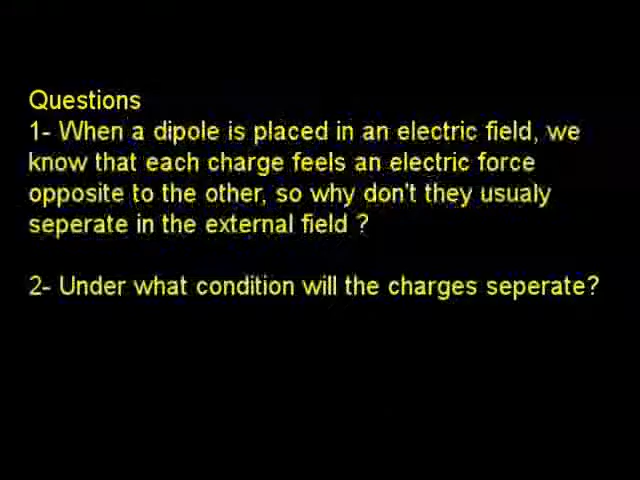 Questions
1- When a dipole is placed in an electric field, we
know that each charge feels an electric force
opposite to the other, so why don't they usualy
seperate in the external field ?
2- Under what condition will the charges seperate?